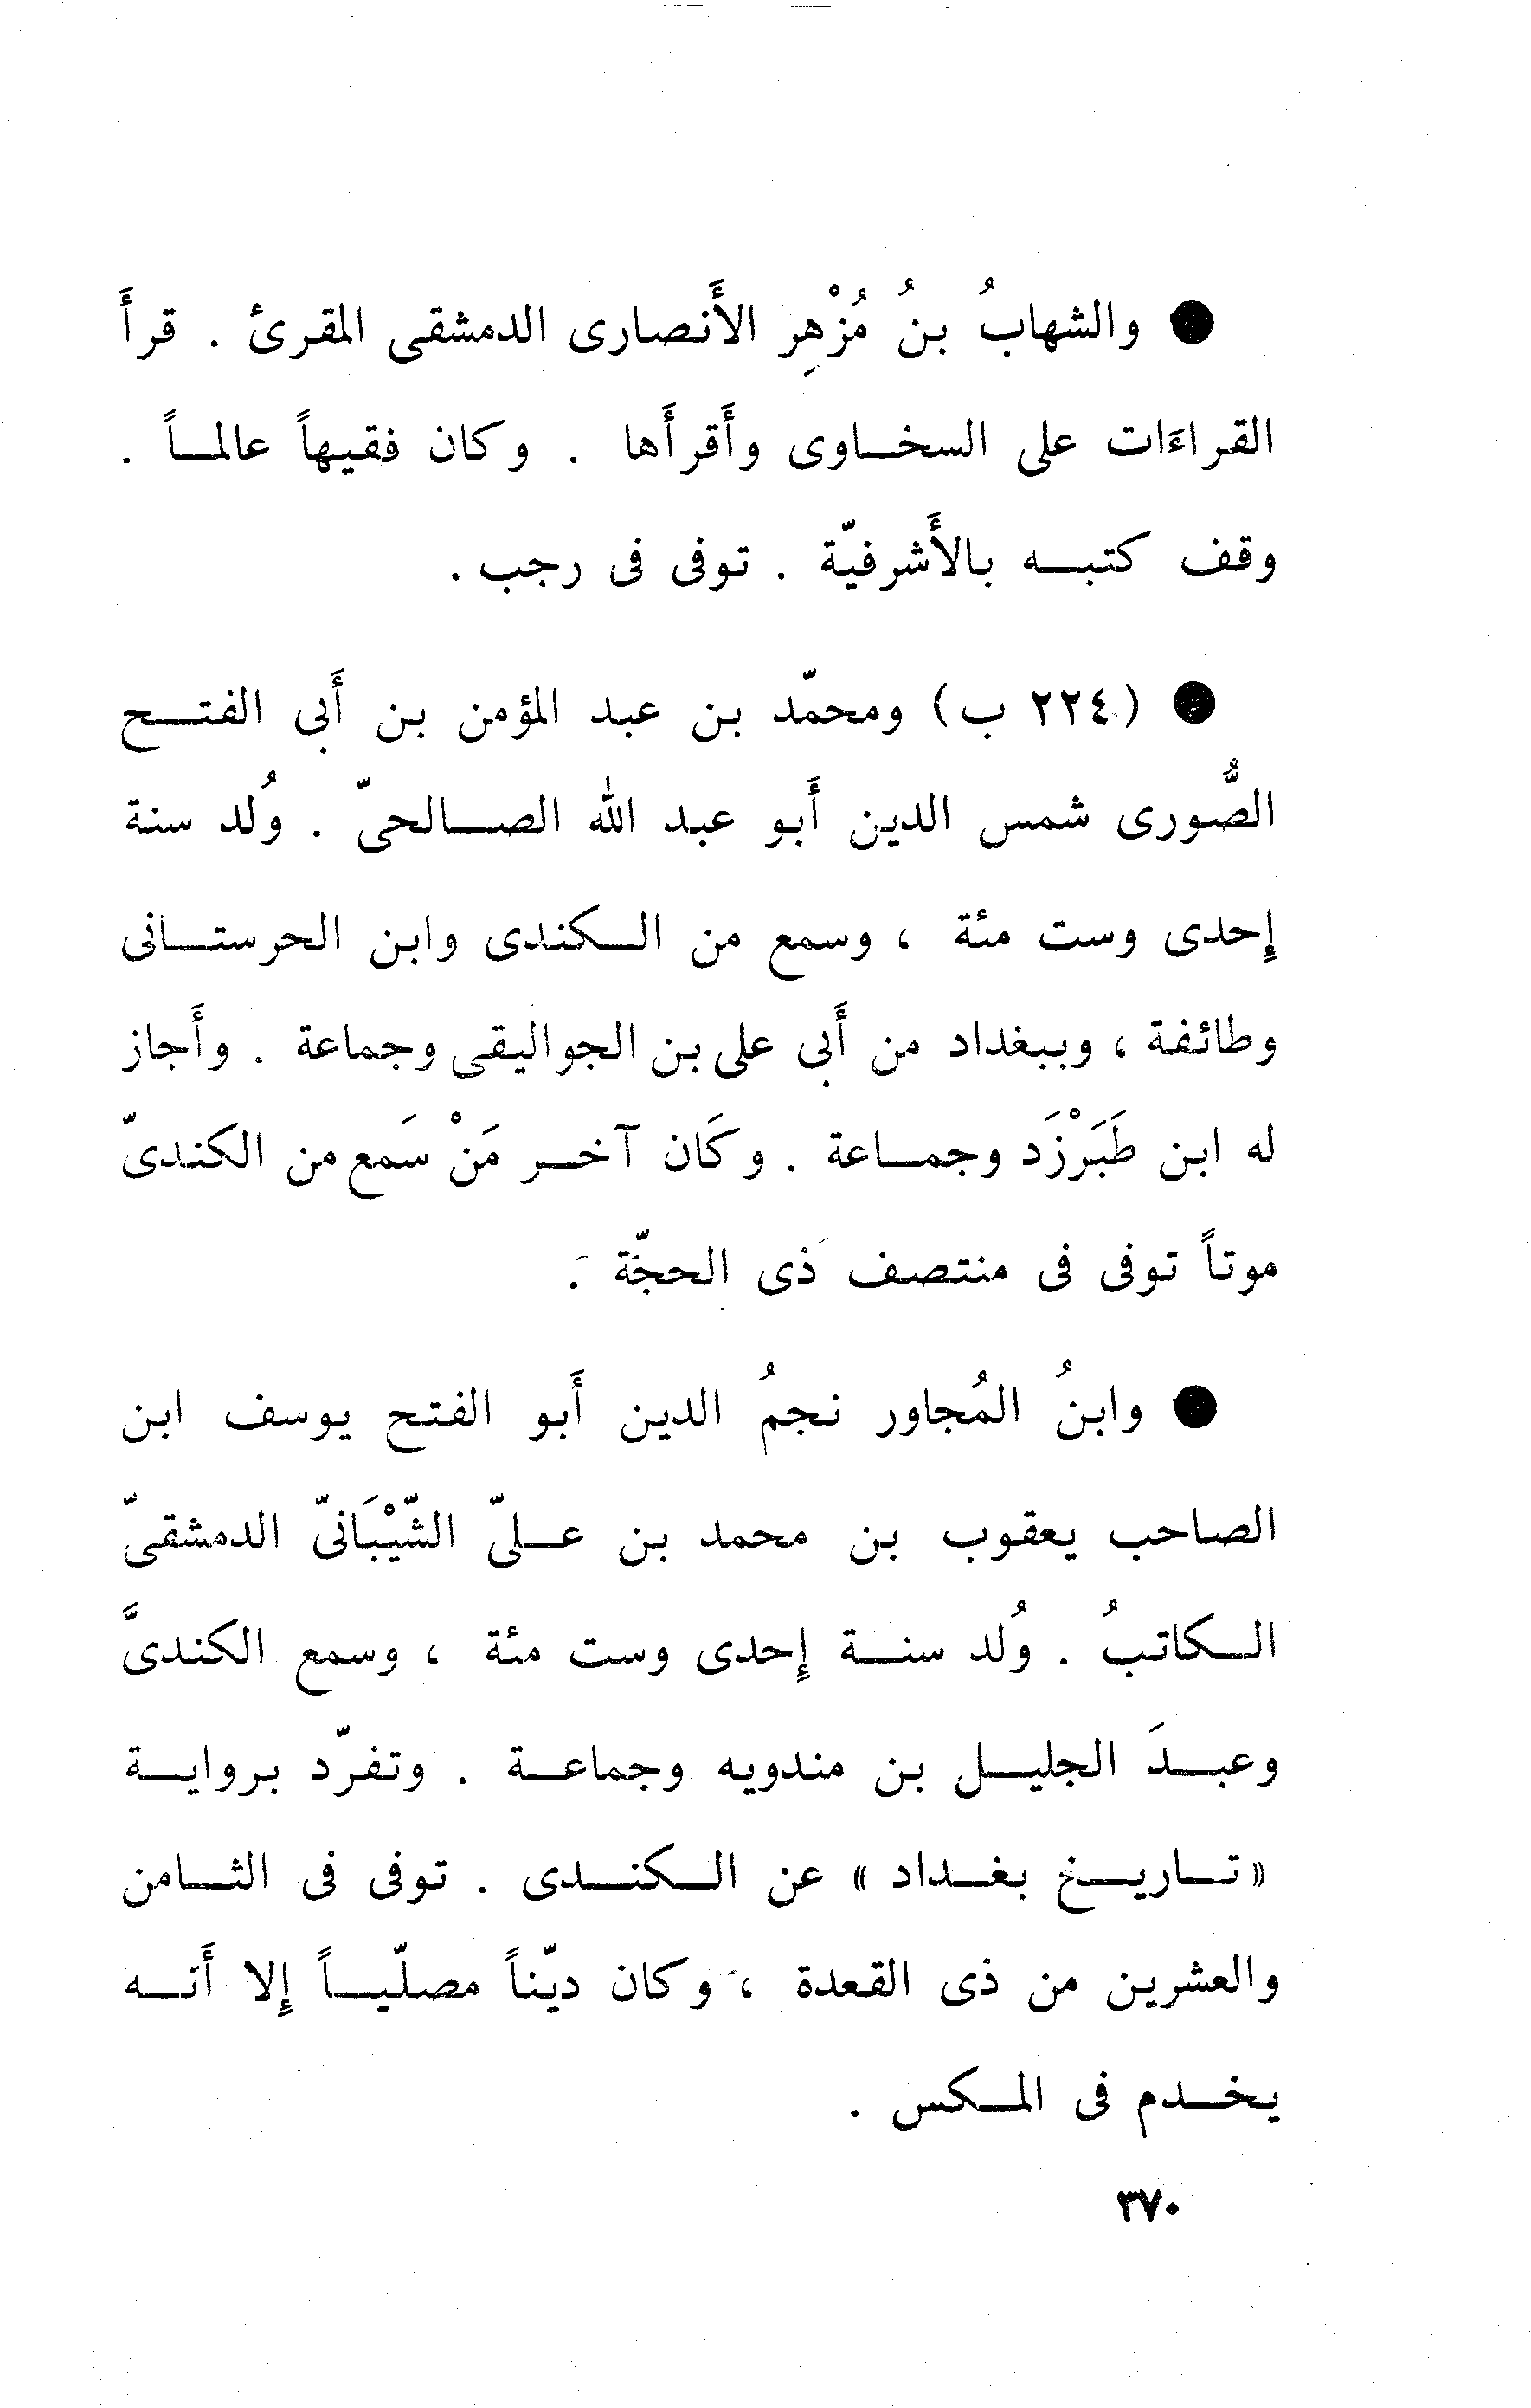 ● والشهابُ بنُ مُزْهِر الأَنصارى الدمشقى المقرئ . قرأَ
القراءَات على السخاوى وأَقرأَها . وكان فقيهاً عالماً .
وقف كتبه بالأَشرفيّة . توفى فى رجب .
● (٢٢٤ ب) ومحمّد بن عبد المؤمن بن أَبى الفتح
الصُّورى شمس الدين أَبو عبد الله الصالحىّ . وُلد سنة
إحدى وست مئة ، وسمع من الكندى وابن الحرستانى
وطائفة ، وببغداد من أَبى على بن الجواليقى وجماعة . وأَجاز
له ابن طَبَرْزَد وجماعة . وكَان آخر مَنْ سَمع من الكندىّ
موتاً توفى فى منتصف ذى الحجّة .
● وابنُ المُجاور نجمُ الدين أَبو الفتح يوسف ابن
الصاحب يعقوب بن محمد بن علىّ الشّيْبَانىّ الدمشقىّ
الكاتبُ . وُلد سنة إحدى وست مئة ، وسمع الكندىَّ
وعبدَ الجليل بن مندويه وجماعة . وتفرّد برواية
« تاريخ بغداد » عن الكندى . توفى فى الثامن
والعشرين من ذى القعدة ، وكان ديّناً مصلّياً إلا أَنه
يخدم فى المكس .
٣٧٠